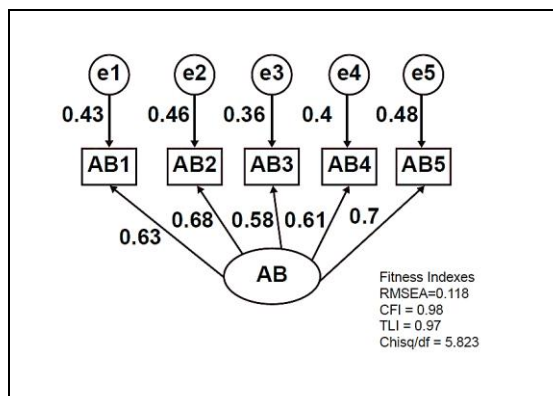 e1 e2 e3 e4 e5
0.43 0.46 0.36 0.4 0.48
AB1 AB2 AB3 AB4 AB5
0.63 0.68 0.58 0.61 0.7
AB
Fitness Indexes
RMSEA=0.118
CFI = 0.98
TLI = 0.97
Chisq/df = 5.823